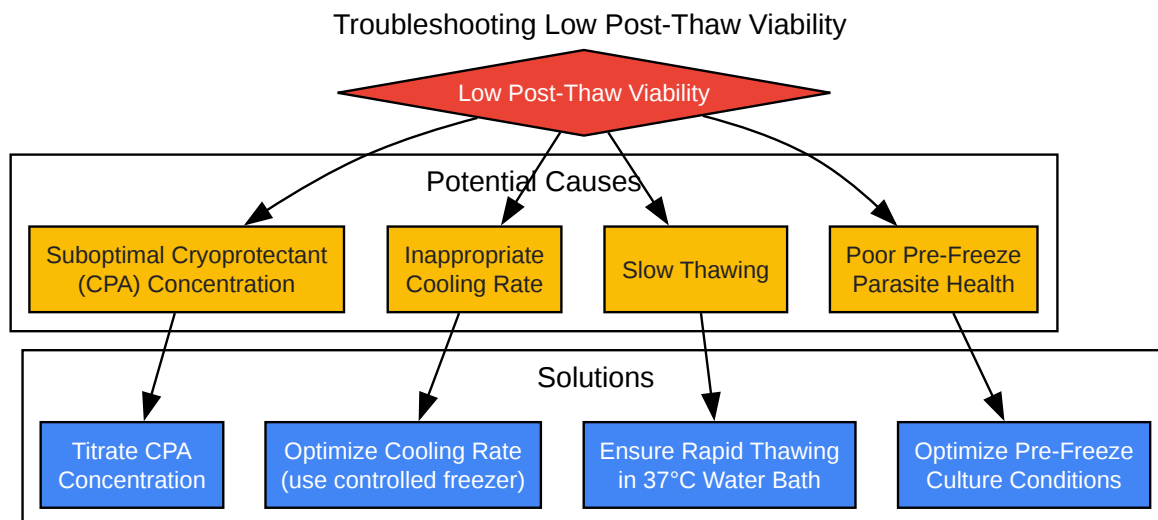 Troubleshooting Low Post-Thaw Viability
Low Post-Thaw Viability
Potential Causes
Suboptimal Cryoprotectant
(CPA) Concentration
Inappropriate
Cooling Rate
Slow Thawing
Poor Pre-Freeze
Parasite Health
Solutions
Titrate CPA
Concentration
Optimize Cooling Rate
(use controlled freezer)
Ensure Rapid Thawing
in 37°C Water Bath
Optimize Pre-Freeze
Culture Conditions